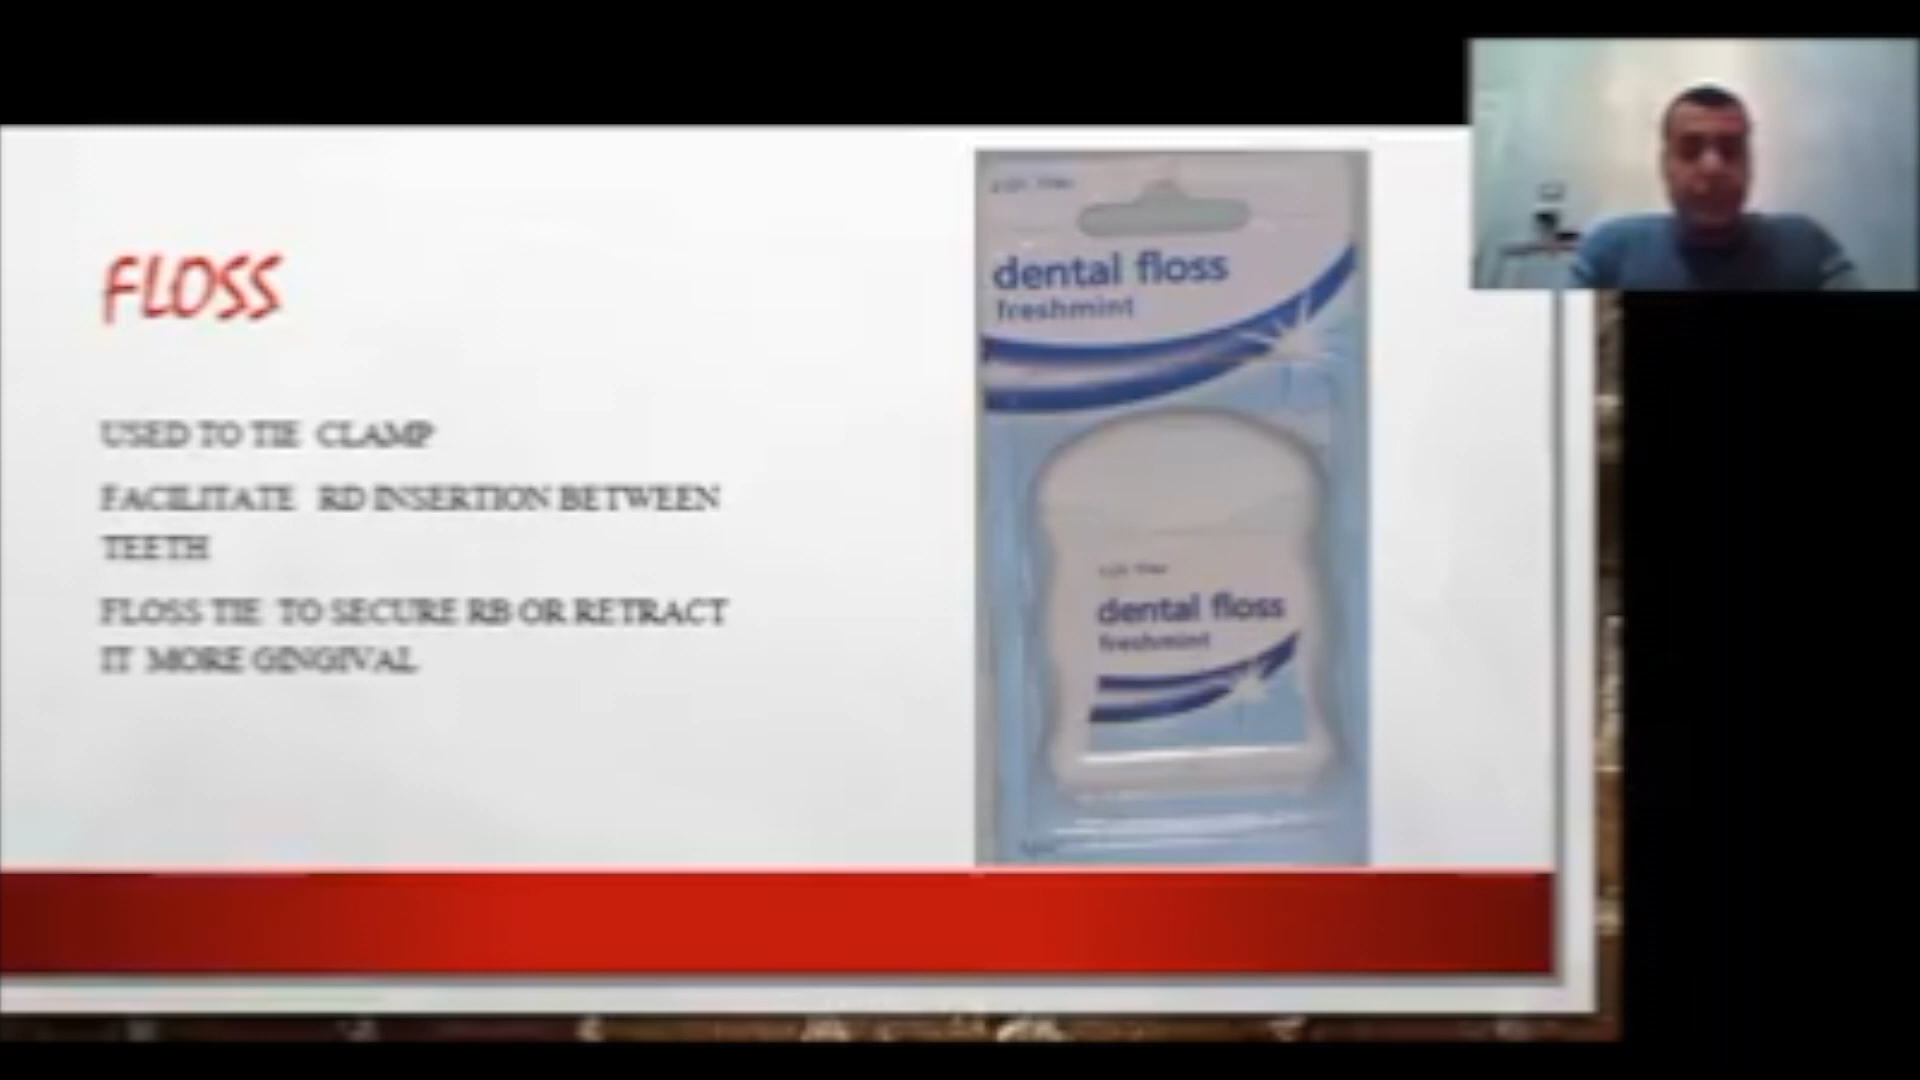 FLOSS
USED TO TIE CLAMP
FACILITATE RD INSERTION BETWEEN
TEETH
FLOSS TIE TO SECURE RB OR RETRACT
IT MORE GINGIVAL
dental floss
freshmint
dental floss
freshmint